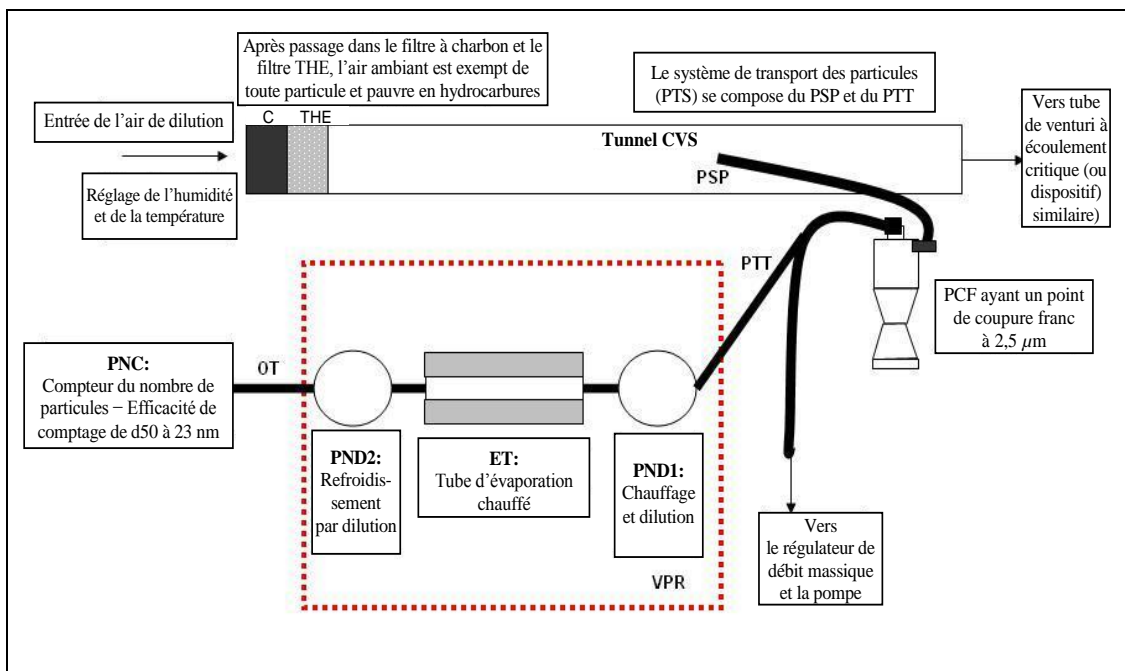 Après passage dans le filtre à charbon et le
filtre THE, l'air ambiant est exempt de
toute particule et pauvre en hydrocarbures
Le système de transport des particules
(PTS) se compose du PSP et du PTT
Entrée de l'air de dilution
C
THE
Tunnel CVS
PSP
Vers tube
de venturi à
écoulement
critique (ou
dispositif)
similaire)
Réglage de l'humidité
et de la température
PTT
PCF ayant un point
de coupure franc
à 2,5 µm
PNC:
Compteur du nombre de
particules − Efficacité de
comptage de d50 à 23 nm
OT
PND2:
Refroidis-
sement
par dilution
ET:
Tube d'évaporation
chauffé
PND1:
Chauffage
et dilution
VPR
Vers
le régulateur de
débit massique
et la pompe